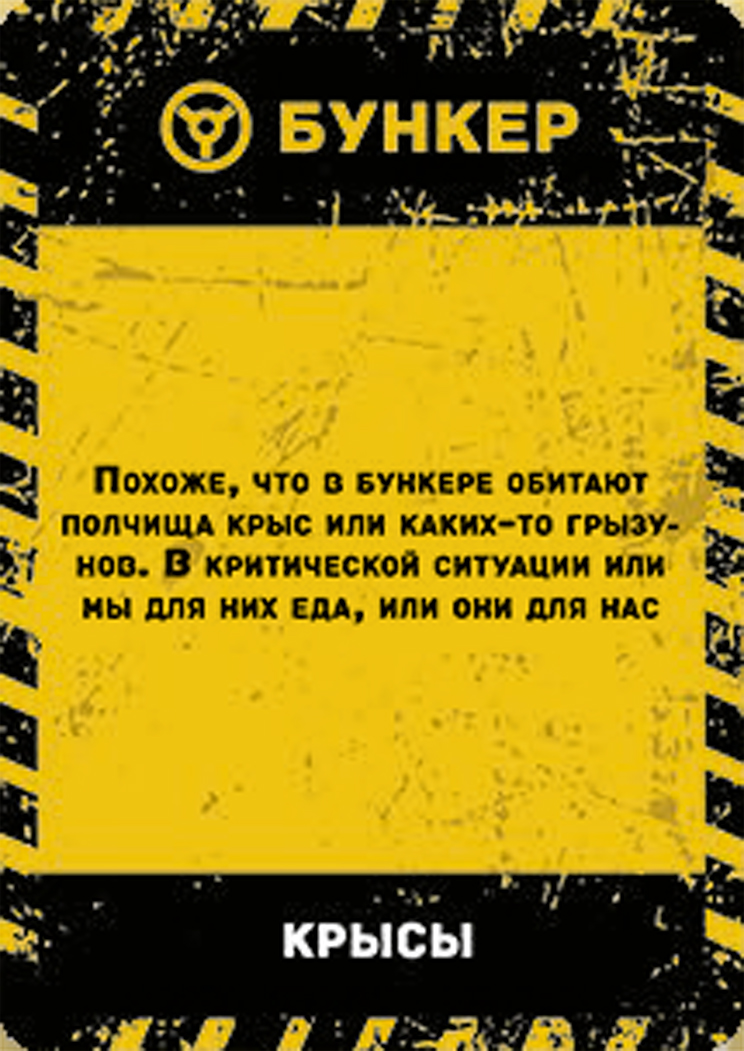 БУНКЕР
Похоже, что в бункере обитают
полчища крыс или каких-то грызу-
нов. В критической ситуации или
мы для них еда, или они для нас
КРЫСЫ